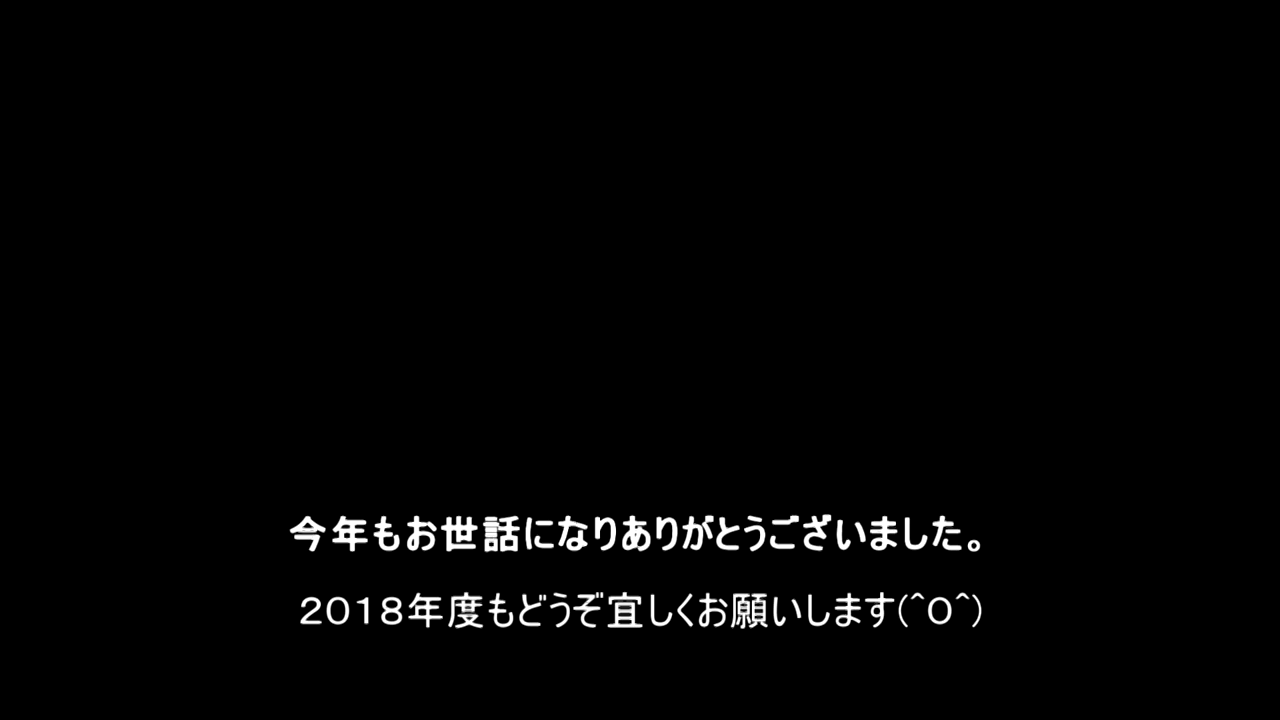 今年もお世話になりありがとうございました。
２０１８年度もどうぞ宜しくお願いします(^O^)